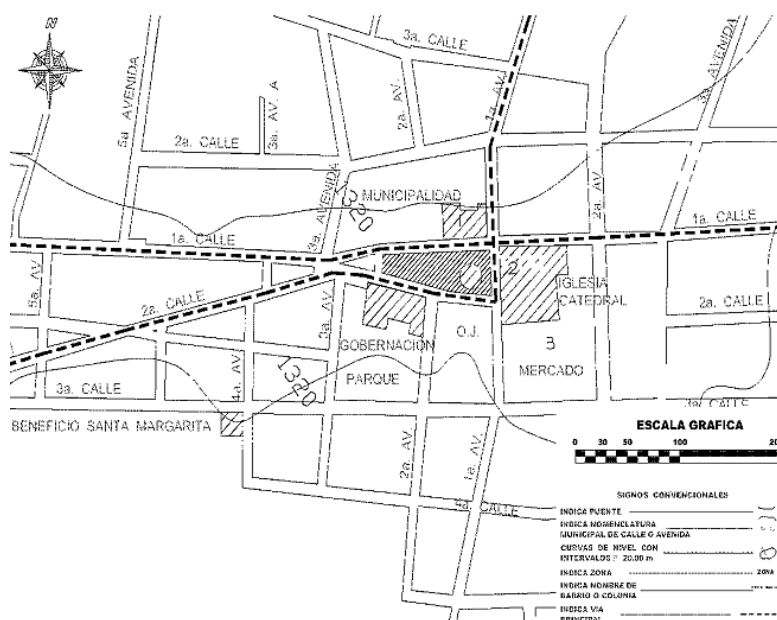 N
3a. CALLE
5a. AVENIDA
3a. AV. A
2a. AV.
1a. AV.
3a. AVENIDA
2a. CALLE
3a. AVENIDA
1320
MUNICIPALIDAD
2a. AV.
1a. CALLE
1a. CALLE
5a. AV.
2a. CALLE
2
IGLESIA
CATEDRAL
2a. CALLE
3a. AV.
GOBERNACION
O.J.
3
MERCADO
1320
PARQUE
4a. AV.
3a. CALLE
3a. CALLE
BENEFICIO SANTA MARGARITA
2a. AV.
1a. AV.
4a. CALLE
ESCALA GRAFICA
0 30 50 100 200
SIGNOS CONVENCIONALES
INDICA PUENTE
INDICA NOMENCLATURA
MUNICIPAL DE CALLE O AVENIDA
CURVAS DE NIVEL CON
INTERVALOS 20.00 m
INDICA ZONA ZONA
INDICA NOMBRE DE
BARRIO O COLONIA
INDICA VIA
PRINCIPAL